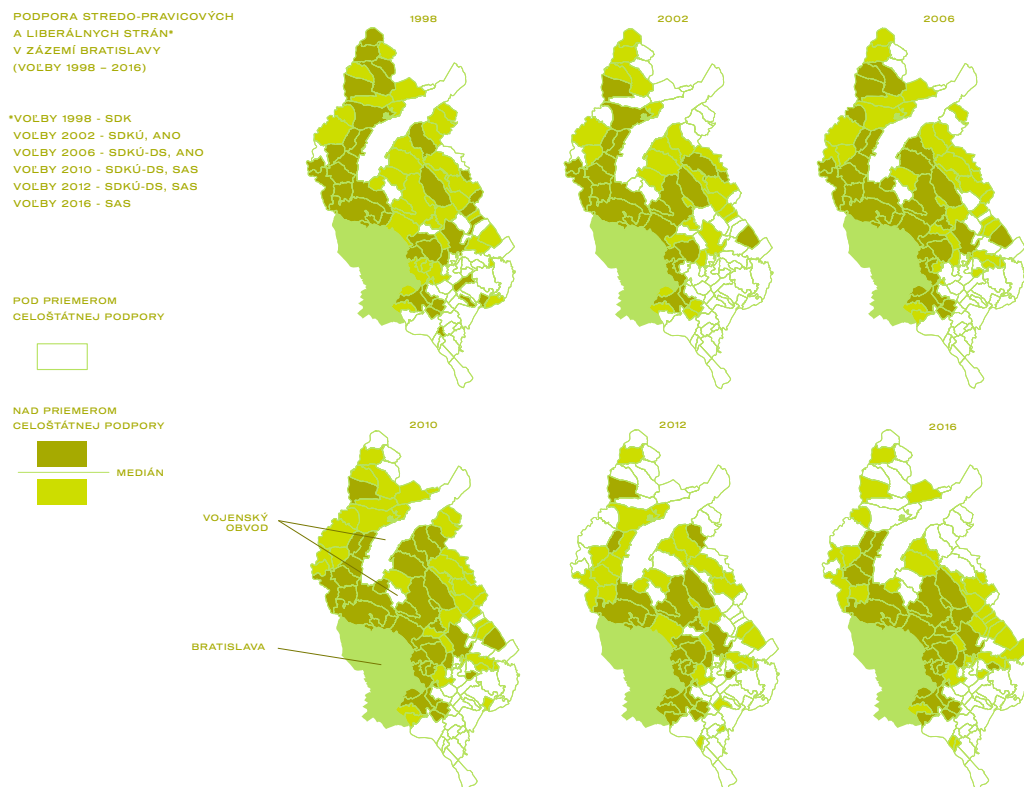 PODPORA STREDO-PRAVICOVÝCH
A LIBERÁLNYCH STRÁN*
V ZÁZEMÍ BRATISLAVY
(VOĽBY 1998 – 2016)
*VOĽBY 1998 - SDK
VOĽBY 2002 - SDKÚ, ANO
VOĽBY 2006 - SDKÚ-DS, ANO
VOĽBY 2010 - SDKÚ-DS, SAS
VOĽBY 2012 - SDKÚ-DS, SAS
VOĽBY 2016 - SAS
POD PRIEMEROM
CELOŠTÁTNEJ PODPORY
NAD PRIEMEROM
CELOŠTÁTNEJ PODPORY
MEDIÁN
1998
2002
2006
2010
2012
2016
VOJENSKÝ
OBVOD
BRATISLAVA